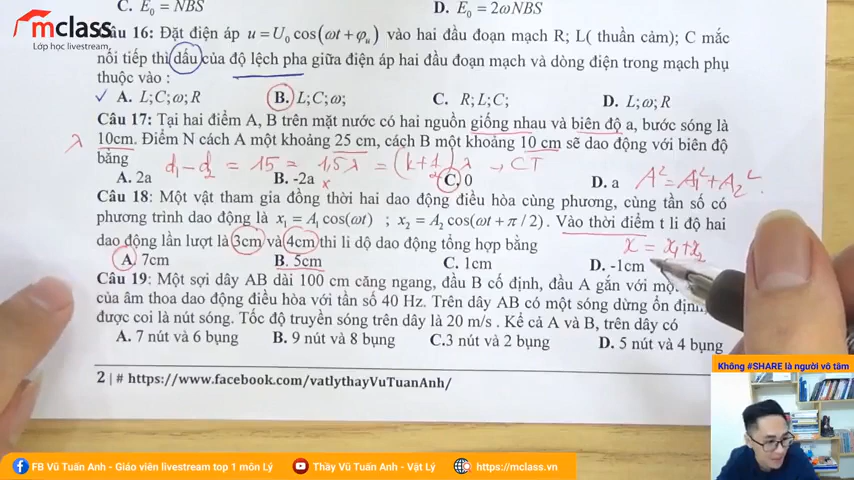 C. E₀ = NBS
D. E₀ = 2ωNBS
mclass
Lớp học livestream
âu 16: Đặt điện áp u = U₀ cos(ωt + φᵤ) vào hai đầu đoạn mạch R; L( thuần cảm); C mắc
nối tiếp thì dấu của độ lệch pha giữa điện áp hai đầu đoạn mạch và dòng điện trong mạch phụ
thuộc vào :
✓ A. L;C;ω;R B. L;C;ω; C. R;L;C; D. L;ω;R
Câu 17: Tại hai điểm A, B trên mặt nước có hai nguồn giống nhau và biên độ a, bước sóng là
λ 10cm. Điểm N cách A một khoảng 25 cm, cách B một khoảng 10 cm sẽ dao động với biên độ
bằng
d₁ - d₂ = 15 = 1,5λ = (k + 1/2)λ → CT
A. 2a B. -2a C. 0 D. a
x
A² = A₁² + A₂².
Câu 18: Một vật tham gia đồng thời hai dao động điều hòa cùng phương, cùng tần số có
phương trình dao động là x₁ = A₁ cos(ωt) ; x₂ = A₂ cos(ωt + π / 2). Vào thời điểm t li độ hai
dao động lần lượt là 3cm và 4cm thì li độ dao động tổng hợp bằng
x = x₁ + x₂
A. 7cm B. 5cm C. 1cm D. -1cm
Câu 19: Một sợi dây AB dài 100 cm căng ngang, đầu B cố định, đầu A gắn với mộ
của âm thoa dao động điều hòa với tần số 40 Hz. Trên dây AB có một sóng dừng ổn định,
được coi là nút sóng. Tốc độ truyền sóng trên dây là 20 m/s . Kể cả A và B, trên dây có
A. 7 nút và 6 bụng B. 9 nút và 8 bụng C.3 nút và 2 bụng D. 5 nút và 4 bụng
2 | # https://www.facebook.com/vatlythayVuTuanAnh/
Không #SHARE là người vô tâm
FB Vũ Tuấn Anh - Giáo viên livestream top 1 môn Lý
Thầy Vũ Tuấn Anh - Vật Lý
https://mclass.vn